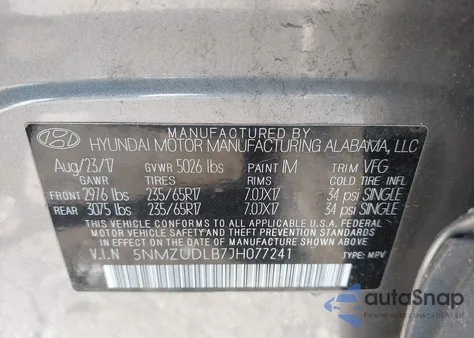 MANUFACTURED BY
HYUNDAI MOTOR MANUFACTURING ALABAMA, LLC
Aug/23/17 GVWR 5026 lbs PAINT IM TRIM VFG
GAWR TIRES RIMS COLD TIRE INFL
FRONT 2976 lbs 235/65R17 7.0JX17 34 psi SINGLE
REAR 3075 lbs 235/65R17 7.0JX17 34 psi SINGLE
THIS VEHICLE CONFORMS TO ALL APPLICABLE U.S. FEDERAL
MOTOR VEHICLE SAFETY AND THEFT PREVENTION STANDARDS
IN EFFECT ON THE DATE OF MANUFACTURE SHOWN ABOVE.
V.I.N 5NMZUDLB7JH077241 TYPE: MPV
autoSnap